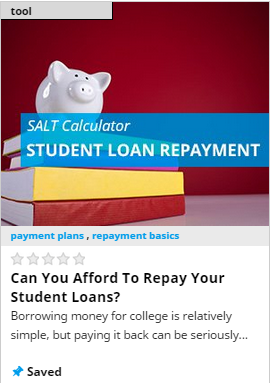 tool
SALT Calculator
STUDENT LOAN REPAYMENT
payment plans , repayment basics
Can You Afford To Repay Your
Student Loans?
Borrowing money for college is relatively
simple, but paying it back can be seriously...
Saved